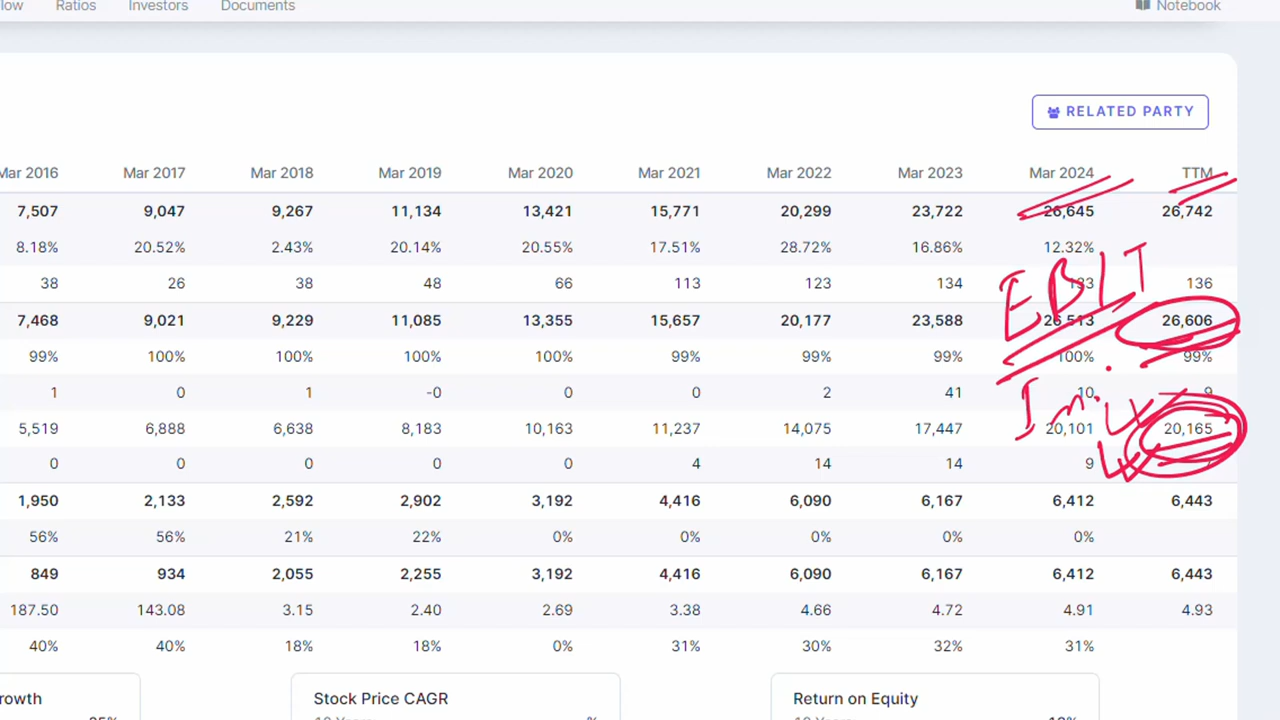 low Ratios Investors Documents Notebook
RELATED PARTY
Mar 2016 Mar 2017 Mar 2018 Mar 2019 Mar 2020 Mar 2021 Mar 2022 Mar 2023 Mar 2024 TTM
7,507 9,047 9,267 11,134 13,421 15,771 20,299 23,722 26,645 26,742
8.18% 20.52% 2.43% 20.14% 20.55% 17.51% 28.72% 16.86% 12.32%
38 26 38 48 66 113 123 134 136
EBIT
7,468 9,021 9,229 11,085 13,355 15,657 20,177 23,588 26,513 26,606
99% 100% 100% 100% 100% 99% 99% 99% 100% 99%
1 0 1 -0 0 0 2 41 10 9
5,519 6,888 6,638 8,183 10,163 11,237 14,075 17,447 20,101 20,165
0 0 0 0 0 4 14 14 9
1,950 2,133 2,592 2,902 3,192 4,416 6,090 6,167 6,412 6,443
56% 56% 21% 22% 0% 0% 0% 0% 0%
849 934 2,055 2,255 3,192 4,416 6,090 6,167 6,412 6,443
187.50 143.08 3.15 2.40 2.69 3.38 4.66 4.72 4.91 4.93
40% 40% 18% 18% 0% 31% 30% 32% 31%
rowth Stock Price CAGR Return on Equity